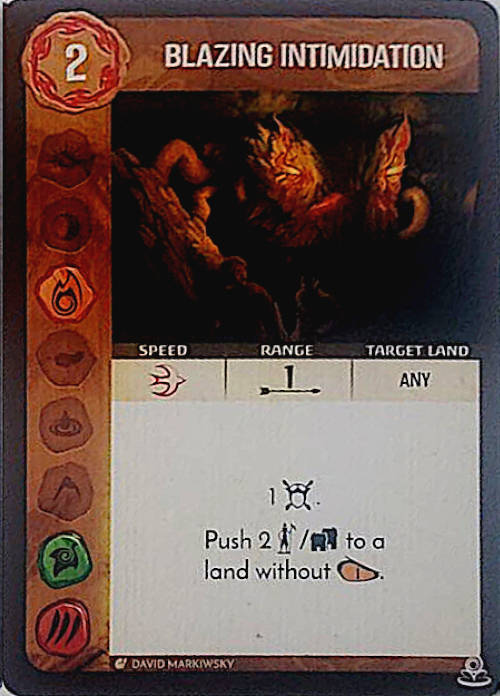 2
BLAZING INTIMIDATION
SPEED RANGE TARGET LAND
1 ANY
1 .
Push 2 / to a
land without .
DAVID MARKIWSKY